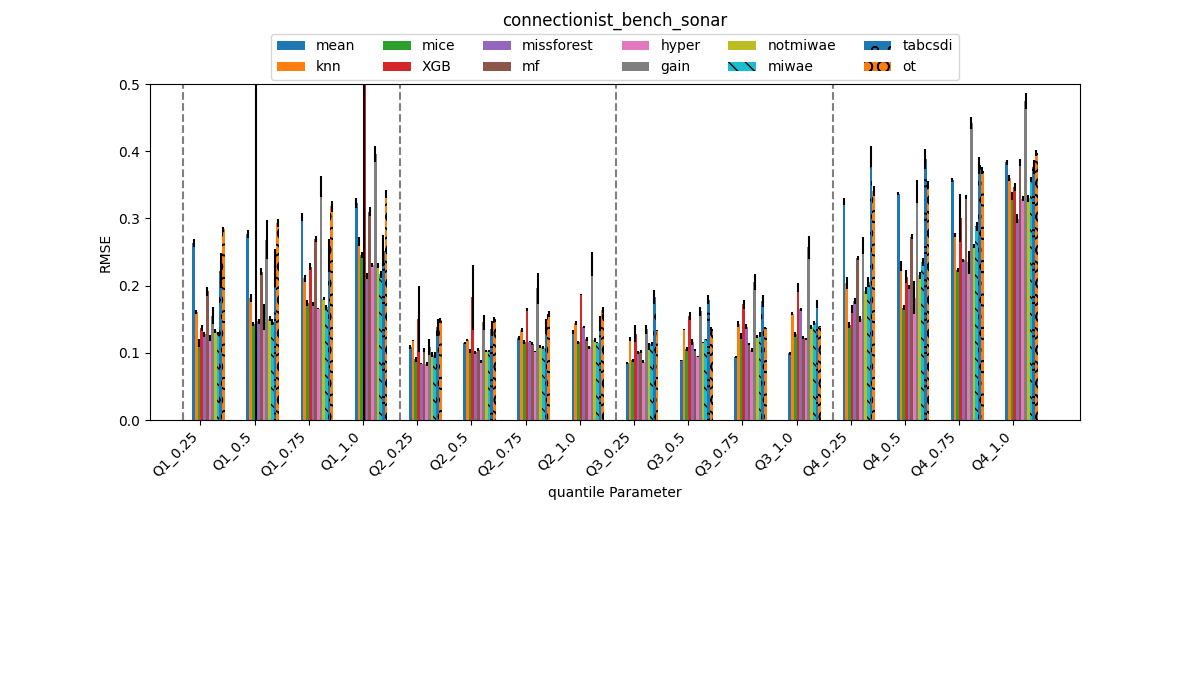 connectionist_bench_sonar
mean mice missforest hyper notmiwae tabcsdi
knn XGB mf gain miwae ot
0.5
0.4
0.3
0.2
0.1
0.0
RMSE
Q1_0.25 Q1_0.5 Q1_0.75 Q1_1.0 Q2_0.25 Q2_0.5 Q2_0.75 Q2_1.0 Q3_0.25 Q3_0.5 Q3_0.75 Q3_1.0 Q4_0.25 Q4_0.5 Q4_0.75 Q4_1.0
quantile Parameter